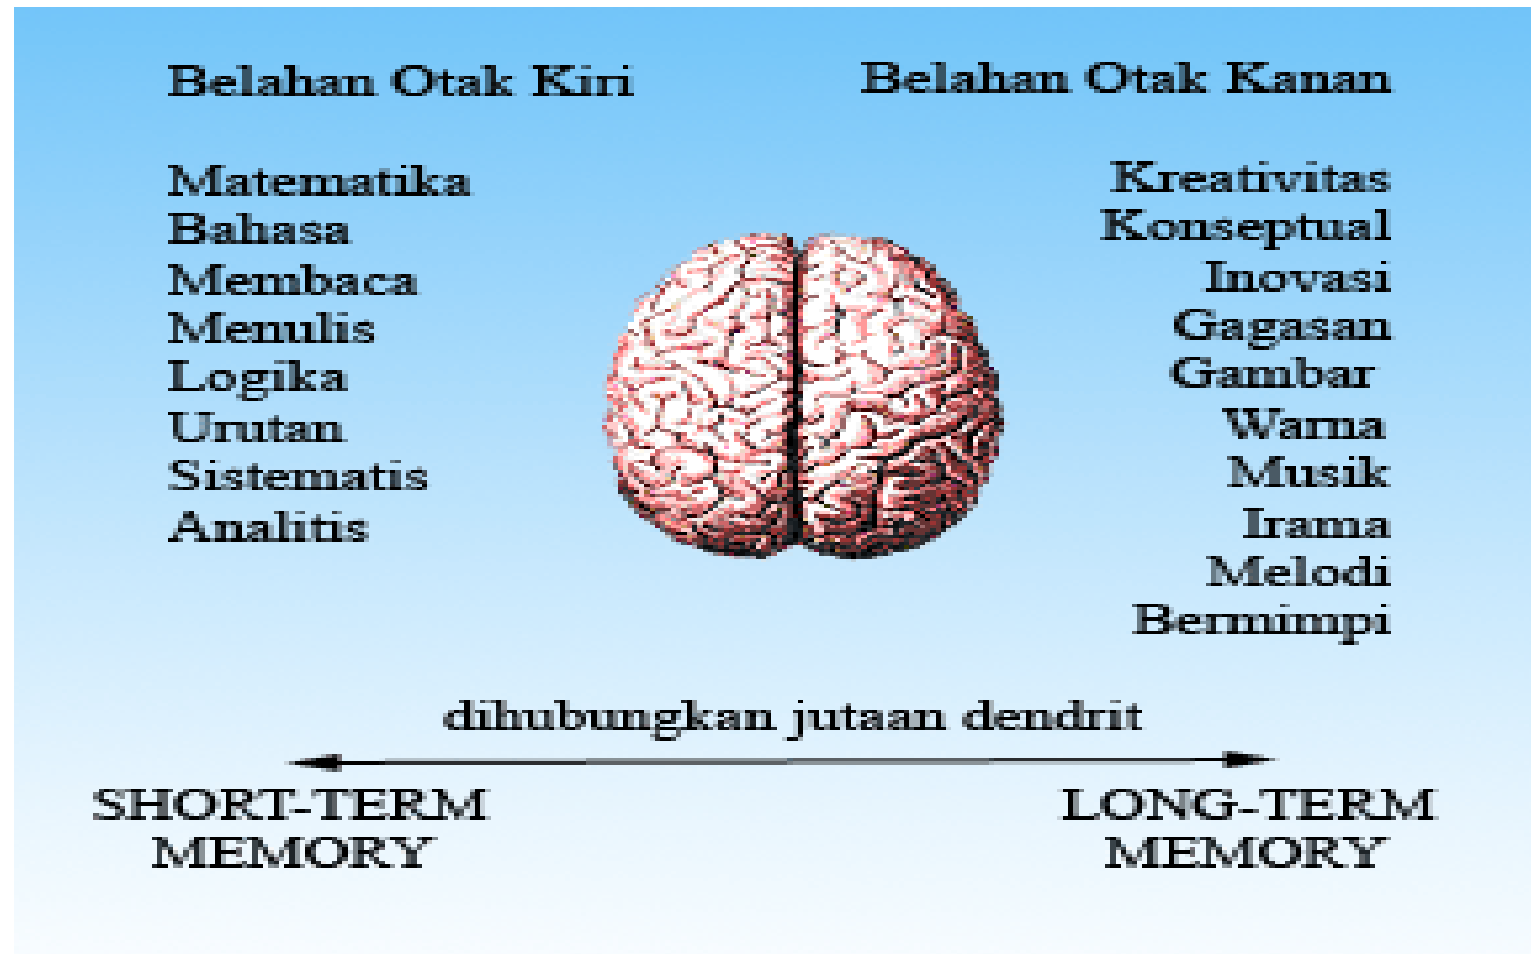 Belahan Otak Kiri
Matematika
Bahasa
Membaca
Menulis
Logika
Urutan
Sistematis
Analitis
Belahan Otak Kanan
Kreativitas
Konseptual
Inovasi
Gagasan
Gambar
Warna
Musik
Irama
Melodi
Bermimpi
dihubungkan jutaan dendrit
SHORT-TERM
MEMORY
LONG-TERM
MEMORY